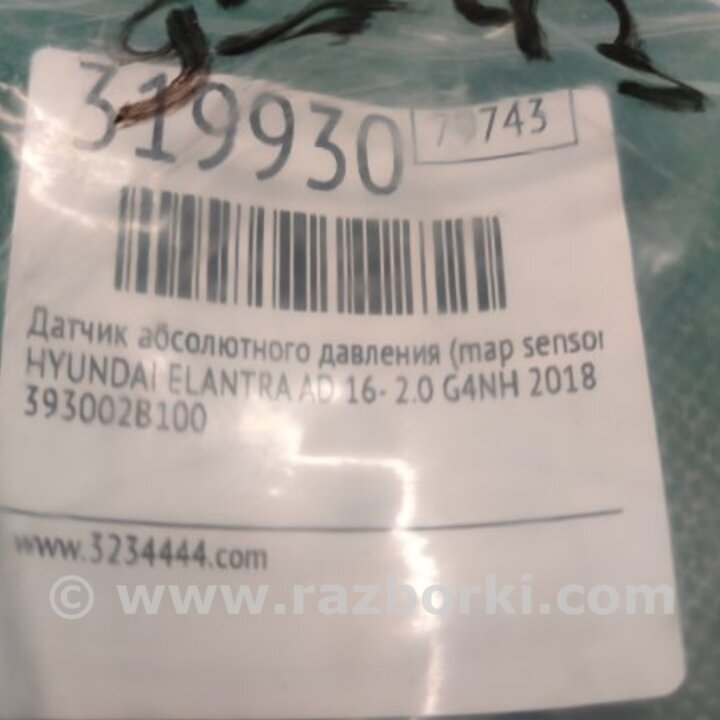 319930
743
Датчик абсолютного давления (map sensor
HYUNDAI ELANTRA AD 16- 2.0 G4NH 2018
393002B100
www.3234444.com
© www.razborki.com